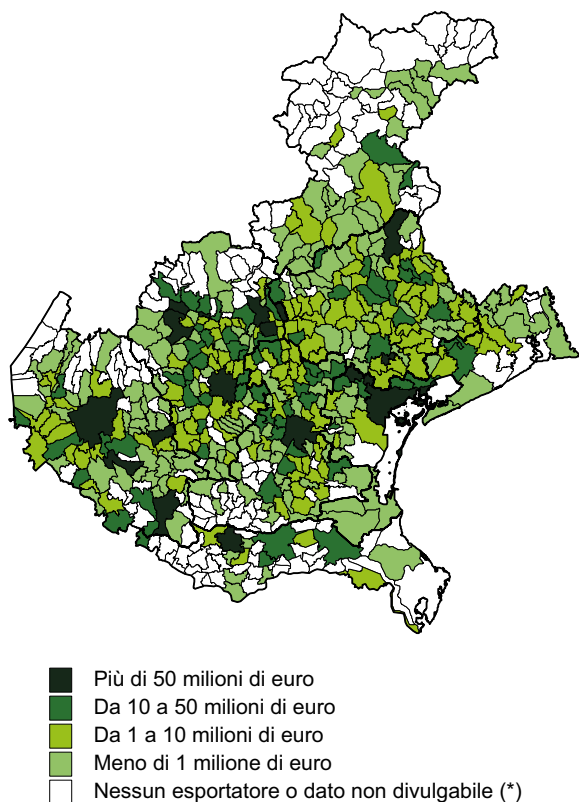 Più di 50 milioni di euro
Da 10 a 50 milioni di euro
Da 1 a 10 milioni di euro
Meno di 1 milione di euro
Nessun esportatore o dato non divulgabile (*)